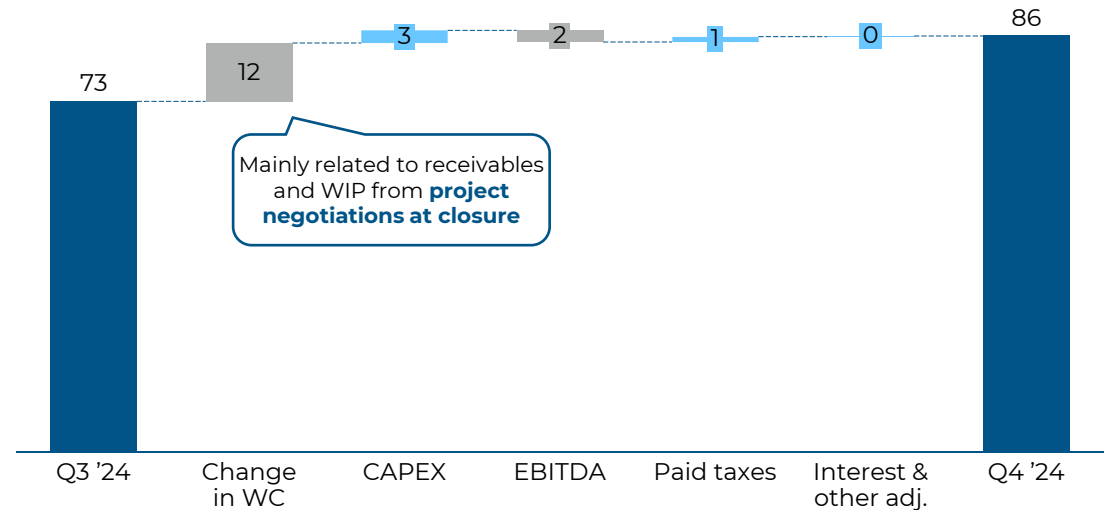 73
12
3
2
1
0
86
Mainly related to receivables
and WIP from project
negotiations at closure
Q3 ’24
Change
in WC
CAPEX
EBITDA
Paid taxes
Interest &
other adj.
Q4 ’24